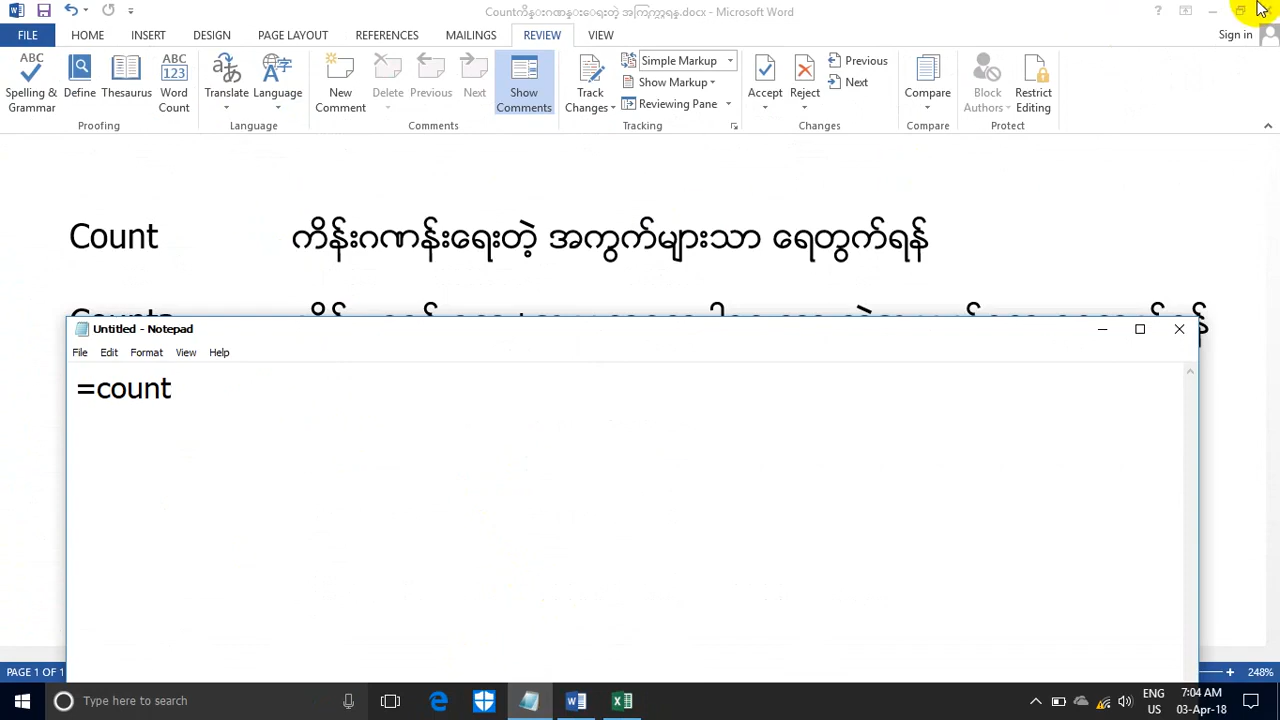 Countကိန္းဂဏန္းေရးတဲ့ အကြက္မ္ာရန္.docx - Microsoft Word
FILE HOME INSERT DESIGN PAGE LAYOUT REFERENCES MAILINGS REVIEW VIEW Sign in
ABC Spelling & Grammar
Define
Thesaurus
ABC 123 Word Count
Translate
Language
New Comment
Delete
Previous
Next
Show Comments
Track Changes
Simple Markup
Show Markup
Reviewing Pane
Accept
Reject
Previous
Next
Compare
Block Authors
Restrict Editing
Proofing Language Comments Tracking Changes Compare Protect
Count ကိန်းဂဏန်းရေးတဲ့ အကွက်များသာ ရေတွက်ရန်
Untitled - Notepad
File Edit Format View Help
=count
PAGE 1 OF 1
248%
Type here to search
ENG
US
7:04 AM
03-Apr-18